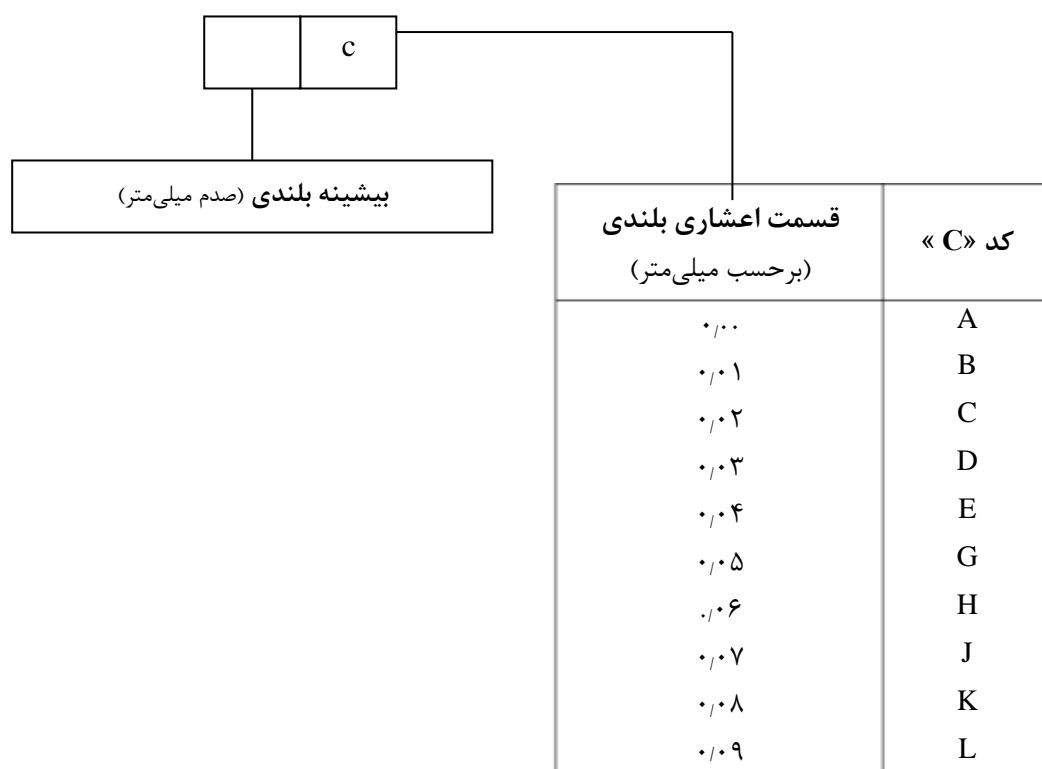 c
بیشینه بلندی (صدم میلی‌متر)
قسمت اعشاری بلندی
(برحسب میلی‌متر)
کد «C »
۰/۰۰ A
۰/۰۱ B
۰/۰۲ C
۰/۰۳ D
۰/۰۴ E
۰/۰۵ G
۰/۰۶ H
۰/۰۷ J
۰/۰۸ K
۰/۰۹ L